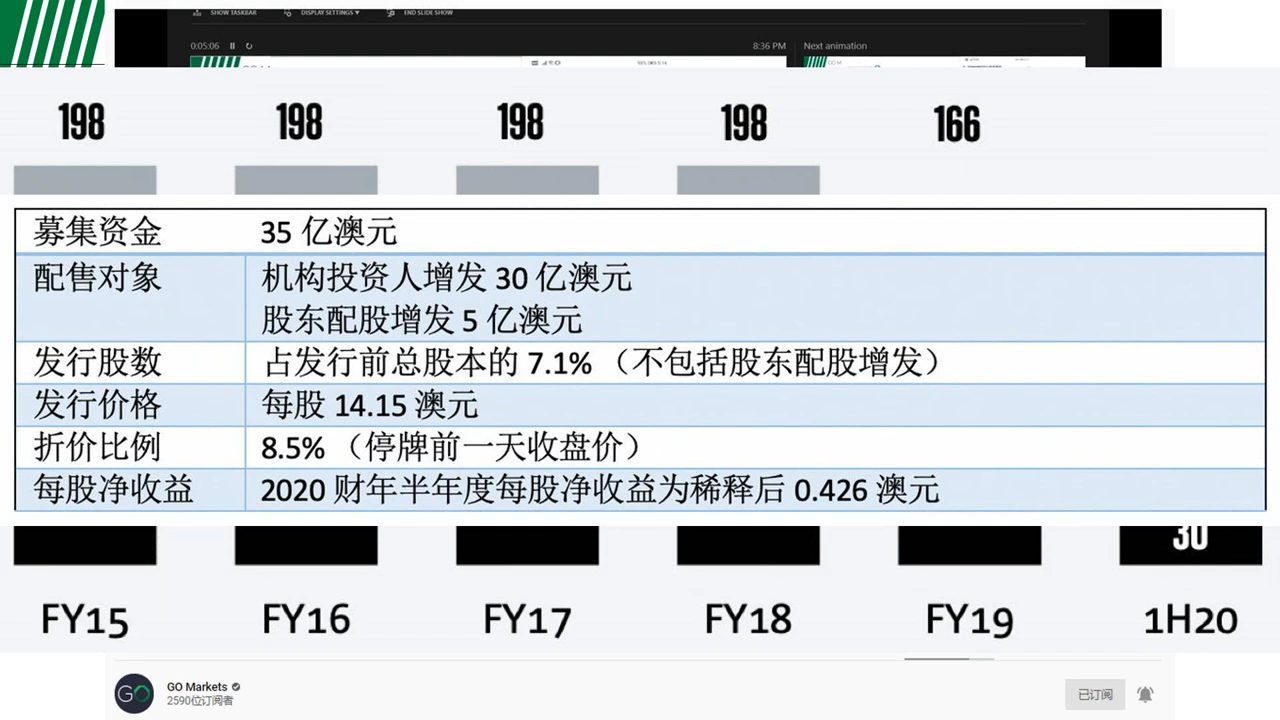 SHOW TASKBAR DISPLAY SETTINGS ▾ END SLIDE SHOW
0:05:06 8:36 PM Next animation
198 198 198 198 166
募集资金 35 亿澳元
配售对象 机构投资人增发 30 亿澳元
股东配股增发 5 亿澳元
发行股数 占发行前总股本的 7.1% （不包括股东配股增发）
发行价格 每股 14.15 澳元
折价比例 8.5% （停牌前一天收盘价）
每股净收益 2020 财年半年度每股净收益为稀释后 0.426 澳元
30
FY15 FY16 FY17 FY18 FY19 1H20
GO GO Markets 已订阅
2590位订阅者